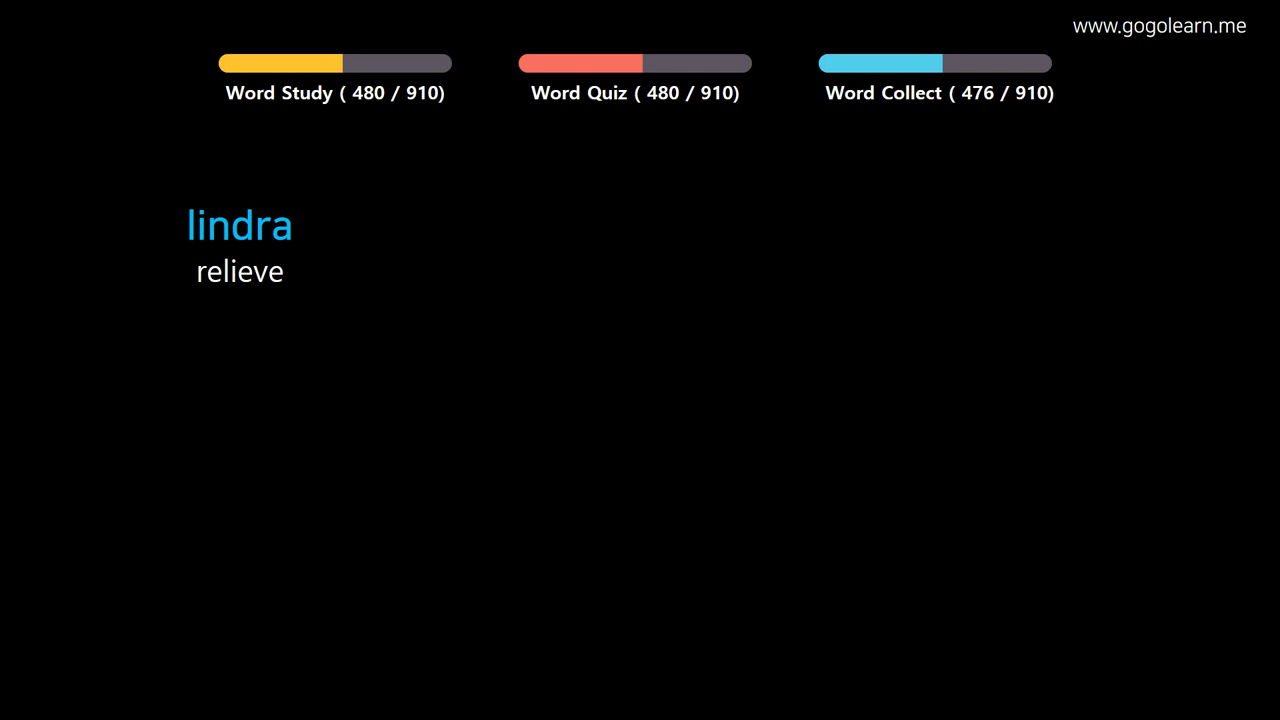 www.gogolearn.me
Word Study ( 480 / 910)
Word Quiz ( 480 / 910)
Word Collect ( 476 / 910)
lindra
relieve